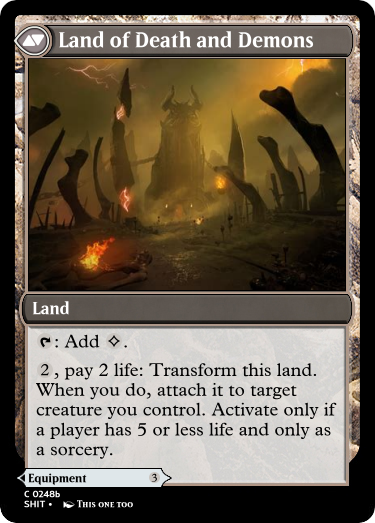 Land of Death and Demons
Land
: Add .
2, pay 2 life: Transform this land.
When you do, attach it to target
creature you control. Activate only if
a player has 5 or less life and only as
a sorcery.
Equipment 3
C 0248b
SHIT • THIS ONE TOO